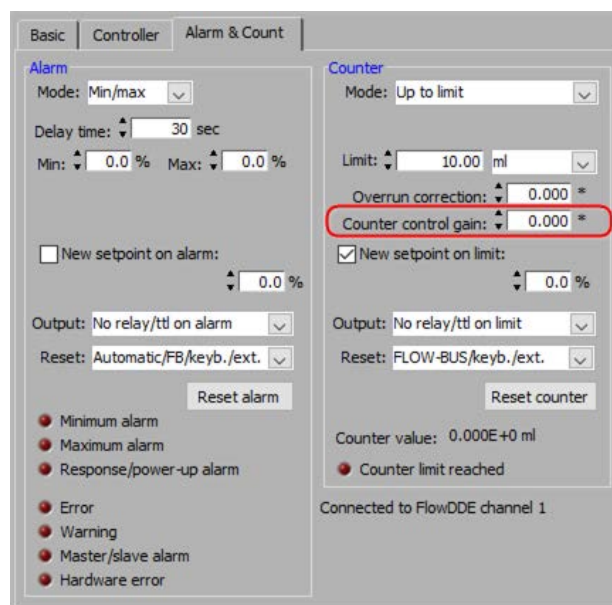 Basic
Controller
Alarm & Count
Alarm
Mode: Min/max
Delay time: 30 sec
Min: 0.0 % Max: 0.0 %
New setpoint on alarm:
0.0 %
Output: No relay/ttl on alarm
Reset: Automatic/FB/keyb./ext.
Reset alarm
Minimum alarm
Maximum alarm
Response/power-up alarm
Error
Warning
Master/slave alarm
Hardware error
Counter
Mode: Up to limit
Limit: 10.00 ml
Overrun correction: 0.000 *
Counter control gain: 0.000 *
New setpoint on limit:
0.0 %
Output: No relay/ttl on limit
Reset: FLOW-BUS/keyb./ext.
Reset counter
Counter value: 0.000E+0 ml
Counter limit reached
Connected to FlowDDE channel 1